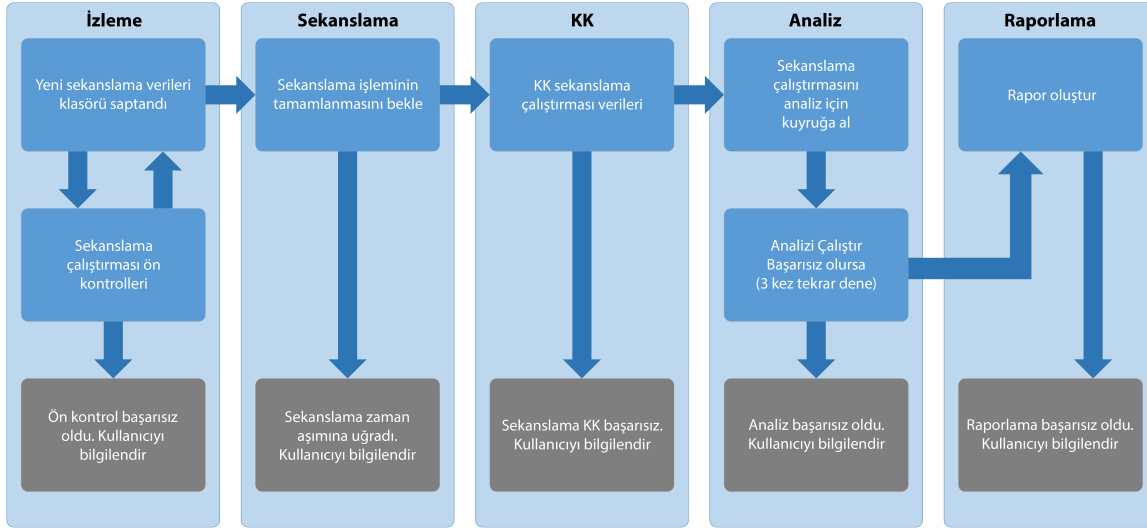 İzleme
Yeni sekanslama verileri
klasörü saptandı
Sekanslama
çalıştırması ön
kontrolleri
Ön kontrol başarısız
oldu. Kullanıcıyı
bilgilendir
Sekanslama
Sekanslama işleminin
tamamlanmasını bekle
Sekanslama zaman
aşımına uğradı.
Kullanıcıyı bilgilendir
KK
KK sekanslama
çalıştırması verileri
Sekanslama KK başarısız.
Kullanıcıyı bilgilendir
Analiz
Sekanslama
çalıştırmasını
analiz için
kuyruğa al
Analizi Çalıştır
Başarısız olursa
(3 kez tekrar dene)
Analiz başarısız oldu.
Kullanıcıyı bilgilendir
Raporlama
Rapor oluştur
Raporlama başarısız oldu.
Kullanıcıyı bilgilendir